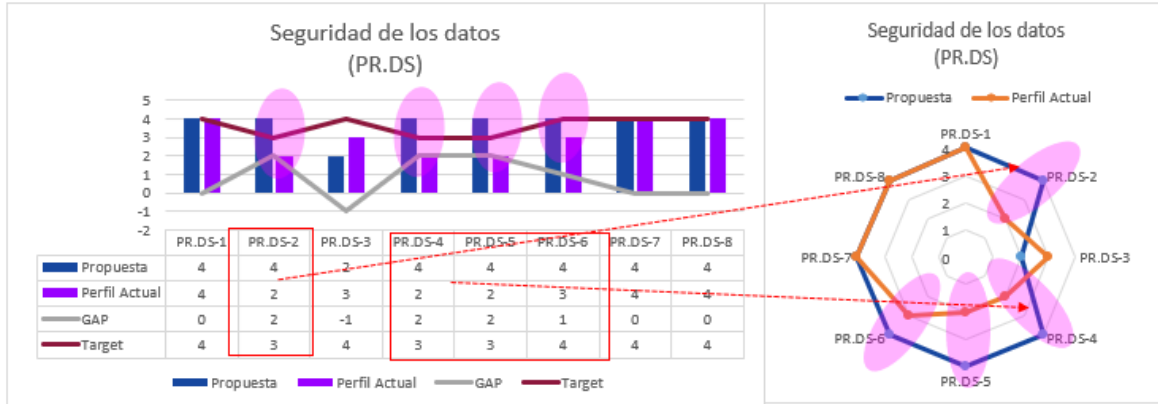 Seguridad de los datos
(PR.DS)
5
4
3
2
1
0
-1
-2
PR.DS-1 PR.DS-2 PR.DS-3 PR.DS-4 PR.DS-5 PR.DS-6 PR.DS-7 PR.DS-8
Propuesta 4 4 2 4 4 4 4 4
Perfil Actual 4 2 3 2 2 3 4 4
GAP 0 2 -1 2 2 1 0 0
Target 4 3 4 3 3 4 4 4
Propuesta Perfil Actual GAP Target
Seguridad de los datos
(PR.DS)
Propuesta Perfil Actual
PR.DS-1
4
3
2
1
0
PR.DS-2
PR.DS-3
PR.DS-4
PR.DS-5
PR.DS-6
PR.DS-7
PR.DS-8